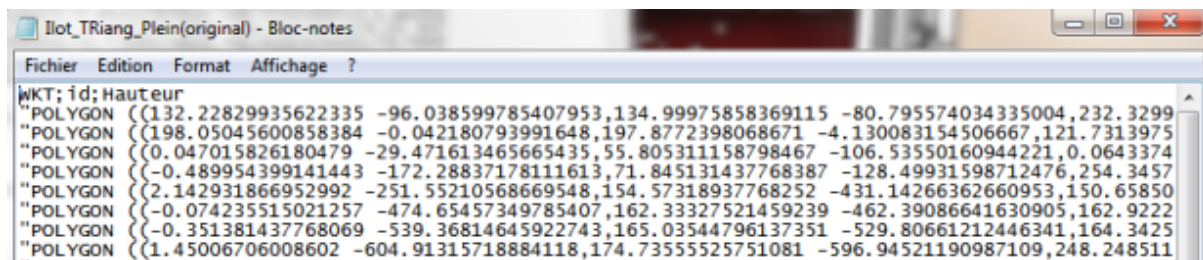 Ilot_TRiang_Plein(original) - Bloc-notes
Fichier Edition Format Affichage ?
WKT;id;Hauteur
"POLYGON ((132.22829935622335 -96.038599785407953,134.99975858369115 -80.795574034335004,232.3299
"POLYGON ((198.05045600858384 -0.042180793991648,197.8772398068671 -4.130083154506667,121.7313975
"POLYGON ((0.047015826180479 -29.471613465665435,55.805311158798467 -106.53550160944221,0.0643374
"POLYGON ((-0.489954399141443 -172.28837178111613,71.845131437768387 -128.49931598712476,254.3457
"POLYGON ((2.142931866952992 -251.55210568669548,154.57318937768252 -431.14266362660953,150.65850
"POLYGON ((-0.074235515021257 -474.65457349785407,162.33327521459239 -462.39086641630905,162.9222
"POLYGON ((-0.351381437768069 -539.36814645922743,165.03544796137351 -529.80661212446341,164.3425
"POLYGON ((1.45006706008602 -604.91315718884118,174.73555525751081 -596.94521190987109,248.248511